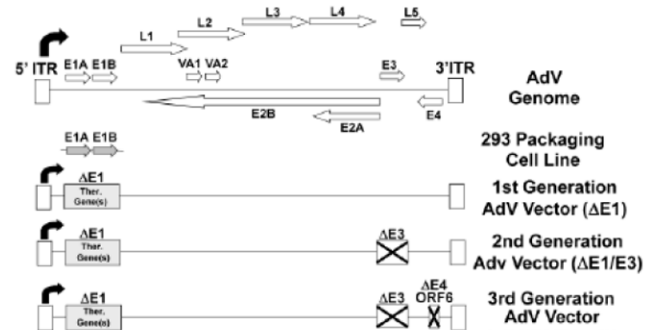 L1 L2 L3 L4 L5
5' ITR E1A E1B VA1 VA2 E3 3'ITR
E2B E2A E4
AdV
Genome
E1A E1B
293 Packaging
Cell Line
ΔE1
Ther.
Gene(s)
1st Generation
AdV Vector (ΔE1)
ΔE1
Ther.
Gene(s)
ΔE3
2nd Generation
Adv Vector (ΔE1/E3)
ΔE1
Ther.
Gene(s)
ΔE3
ΔE4
ORF6
3rd Generation
AdV Vector